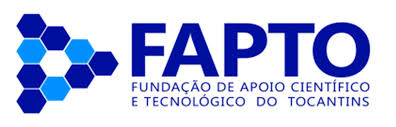 FAPTO
FUNDAÇÃO DE APOIO CIENTÍFICO
E TECNOLÓGICO DO TOCANTINS